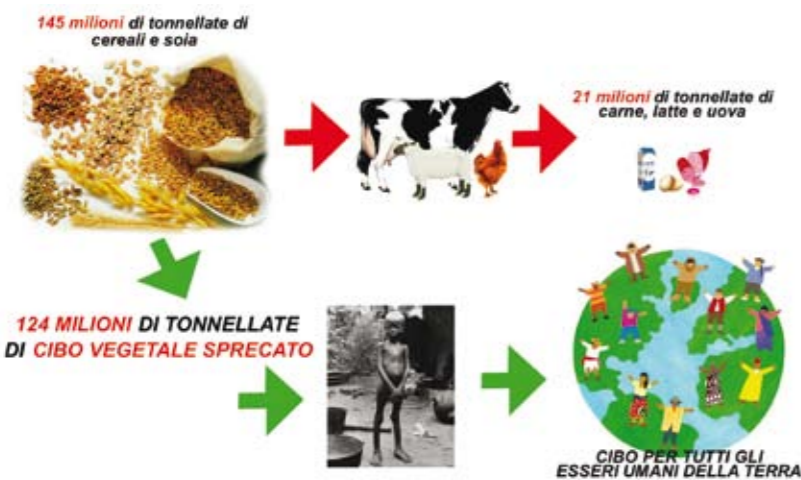 145 milioni di tonnellate di
cereali e soia
21 milioni di tonnellate di
carne, latte e uova
124 MILIONI DI TONNELLATE
DI CIBO VEGETALE SPRECATO
CIBO PER TUTTI GLI
ESSERI UMANI DELLA TERRA